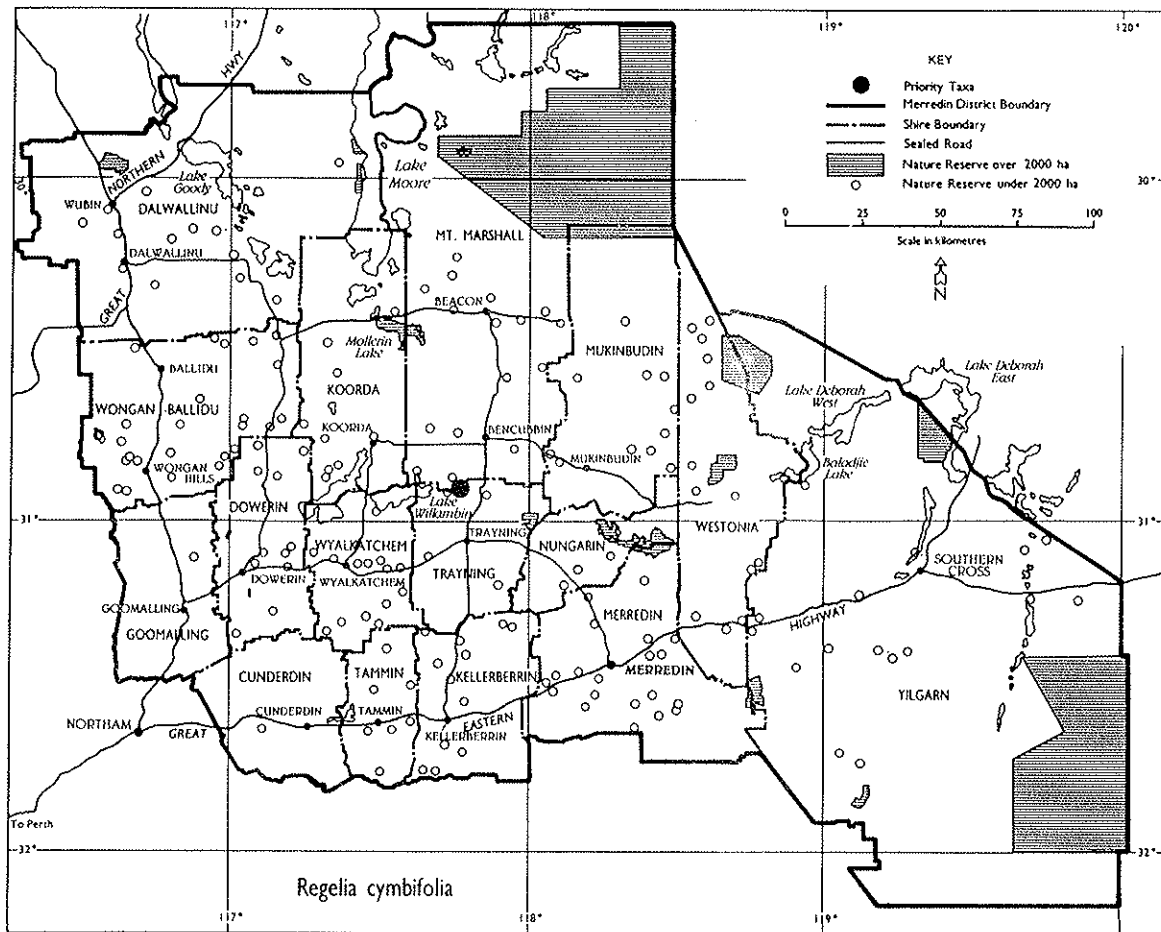 117°
118°
119°
120°
KEY
Priority Taxa
Merredin District Boundary
Shire Boundary
Sealed Road
Nature Reserve over 2000 ha
Nature Reserve under 2000 ha
0 25 50 75 100
Scale in kilometres
N
HWY
NORTHERN
Lake
Goody
Lake
Moore
30°
30°
WUBIN
DALWALLINU
MT. MARSHALL
DALWALLINU
GREAT
BEACON
Mollerin
Lake
MUKINBUDIN
BALLIDU
KOORDA
Lake Deborah
West
Lake Deborah
East
WONGAN
BALLIDU
KOORDA
BENCUBBIN
MUKINBUDIN
Baladjie
Lake
WONGAN
HILLS
DOWERIN
Lake
Wilkambin
31°
31°
WESTONIA
WYALKATCHEM
TRAYNING
NUNGARIN
DOWERIN
WYALKATCHEM
TRAYNING
SOUTHERN
CROSS
GOOMALLING
GOOMALLING
MERREDIN
HIGHWAY
CUNDERDIN
TAMMIN
KELLERBERRIN
MERREDIN
YILGARN
NORTHAM
GREAT
CUNDERDIN
TAMMIN
EASTERN
KELLERBERRIN
To Perth
32°
32°
Regelia cymbifolia
117°
118°
119°